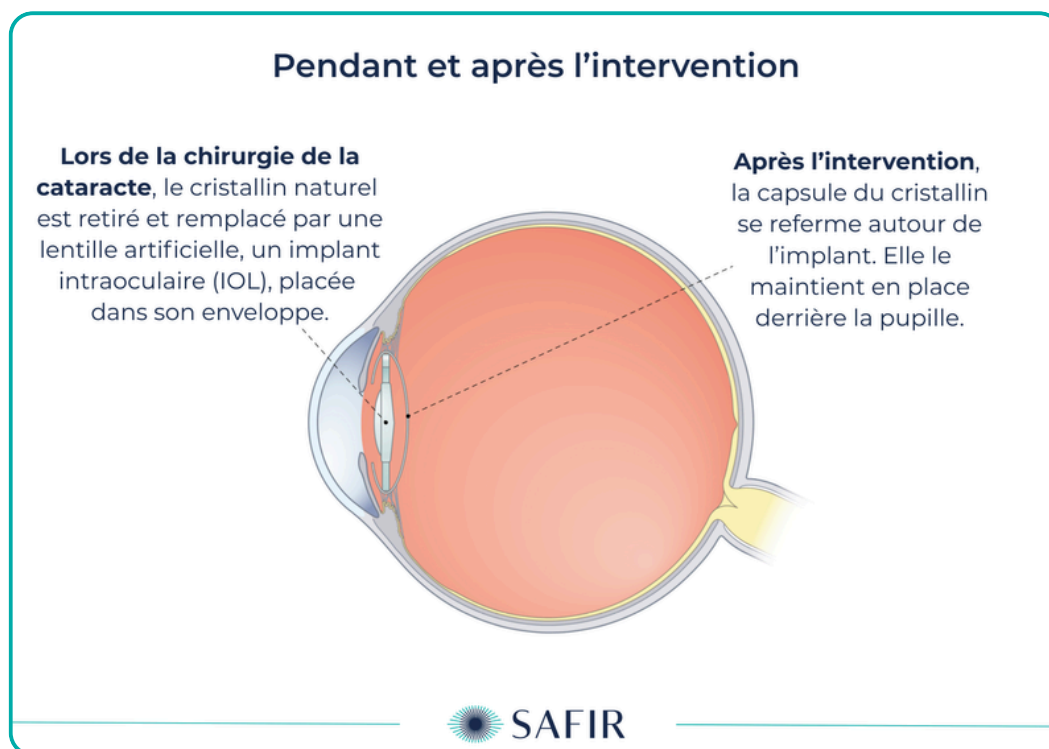 Pendant et après l’intervention
Lors de la chirurgie de la
cataracte, le cristallin naturel
est retiré et remplacé par une
lentille artificielle, un implant
intraoculaire (IOL), placée
dans son enveloppe.
Après l’intervention,
la capsule du cristallin
se referme autour de
l’implant. Elle le
maintient en place
derrière la pupille.
SAFIR